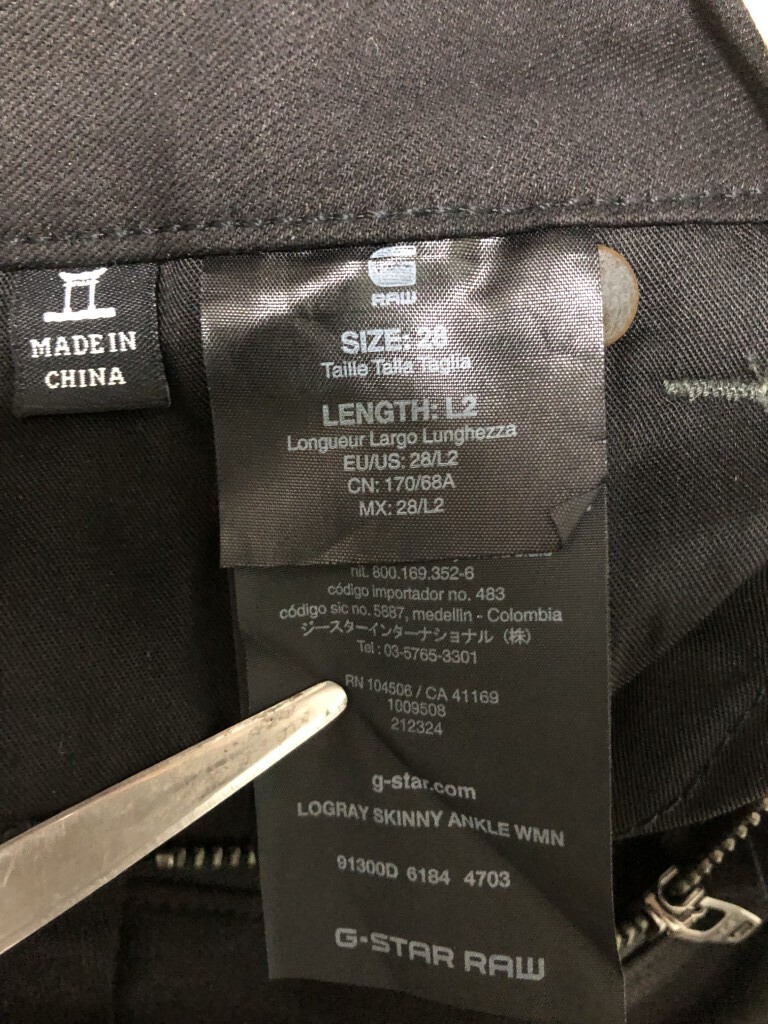 MADE IN
CHINA
RAW
SIZE: 28
Taille Talla Taglia
LENGTH: L2
Longueur Largo Lunghezza
EU/US: 28/L2
CN: 170/68A
MX: 28/L2
nit. 800.169.352-6
código importador no. 483
código sic no. 5887, medellin - Colombia
ジースターインターナショナル（株）
Tel : 03-5765-3301
RN 104506 / CA 41169
1009508
212324
g-star.com
LOGRAY SKINNY ANKLE WMN
91300D 6184 4703
G-STAR RAW